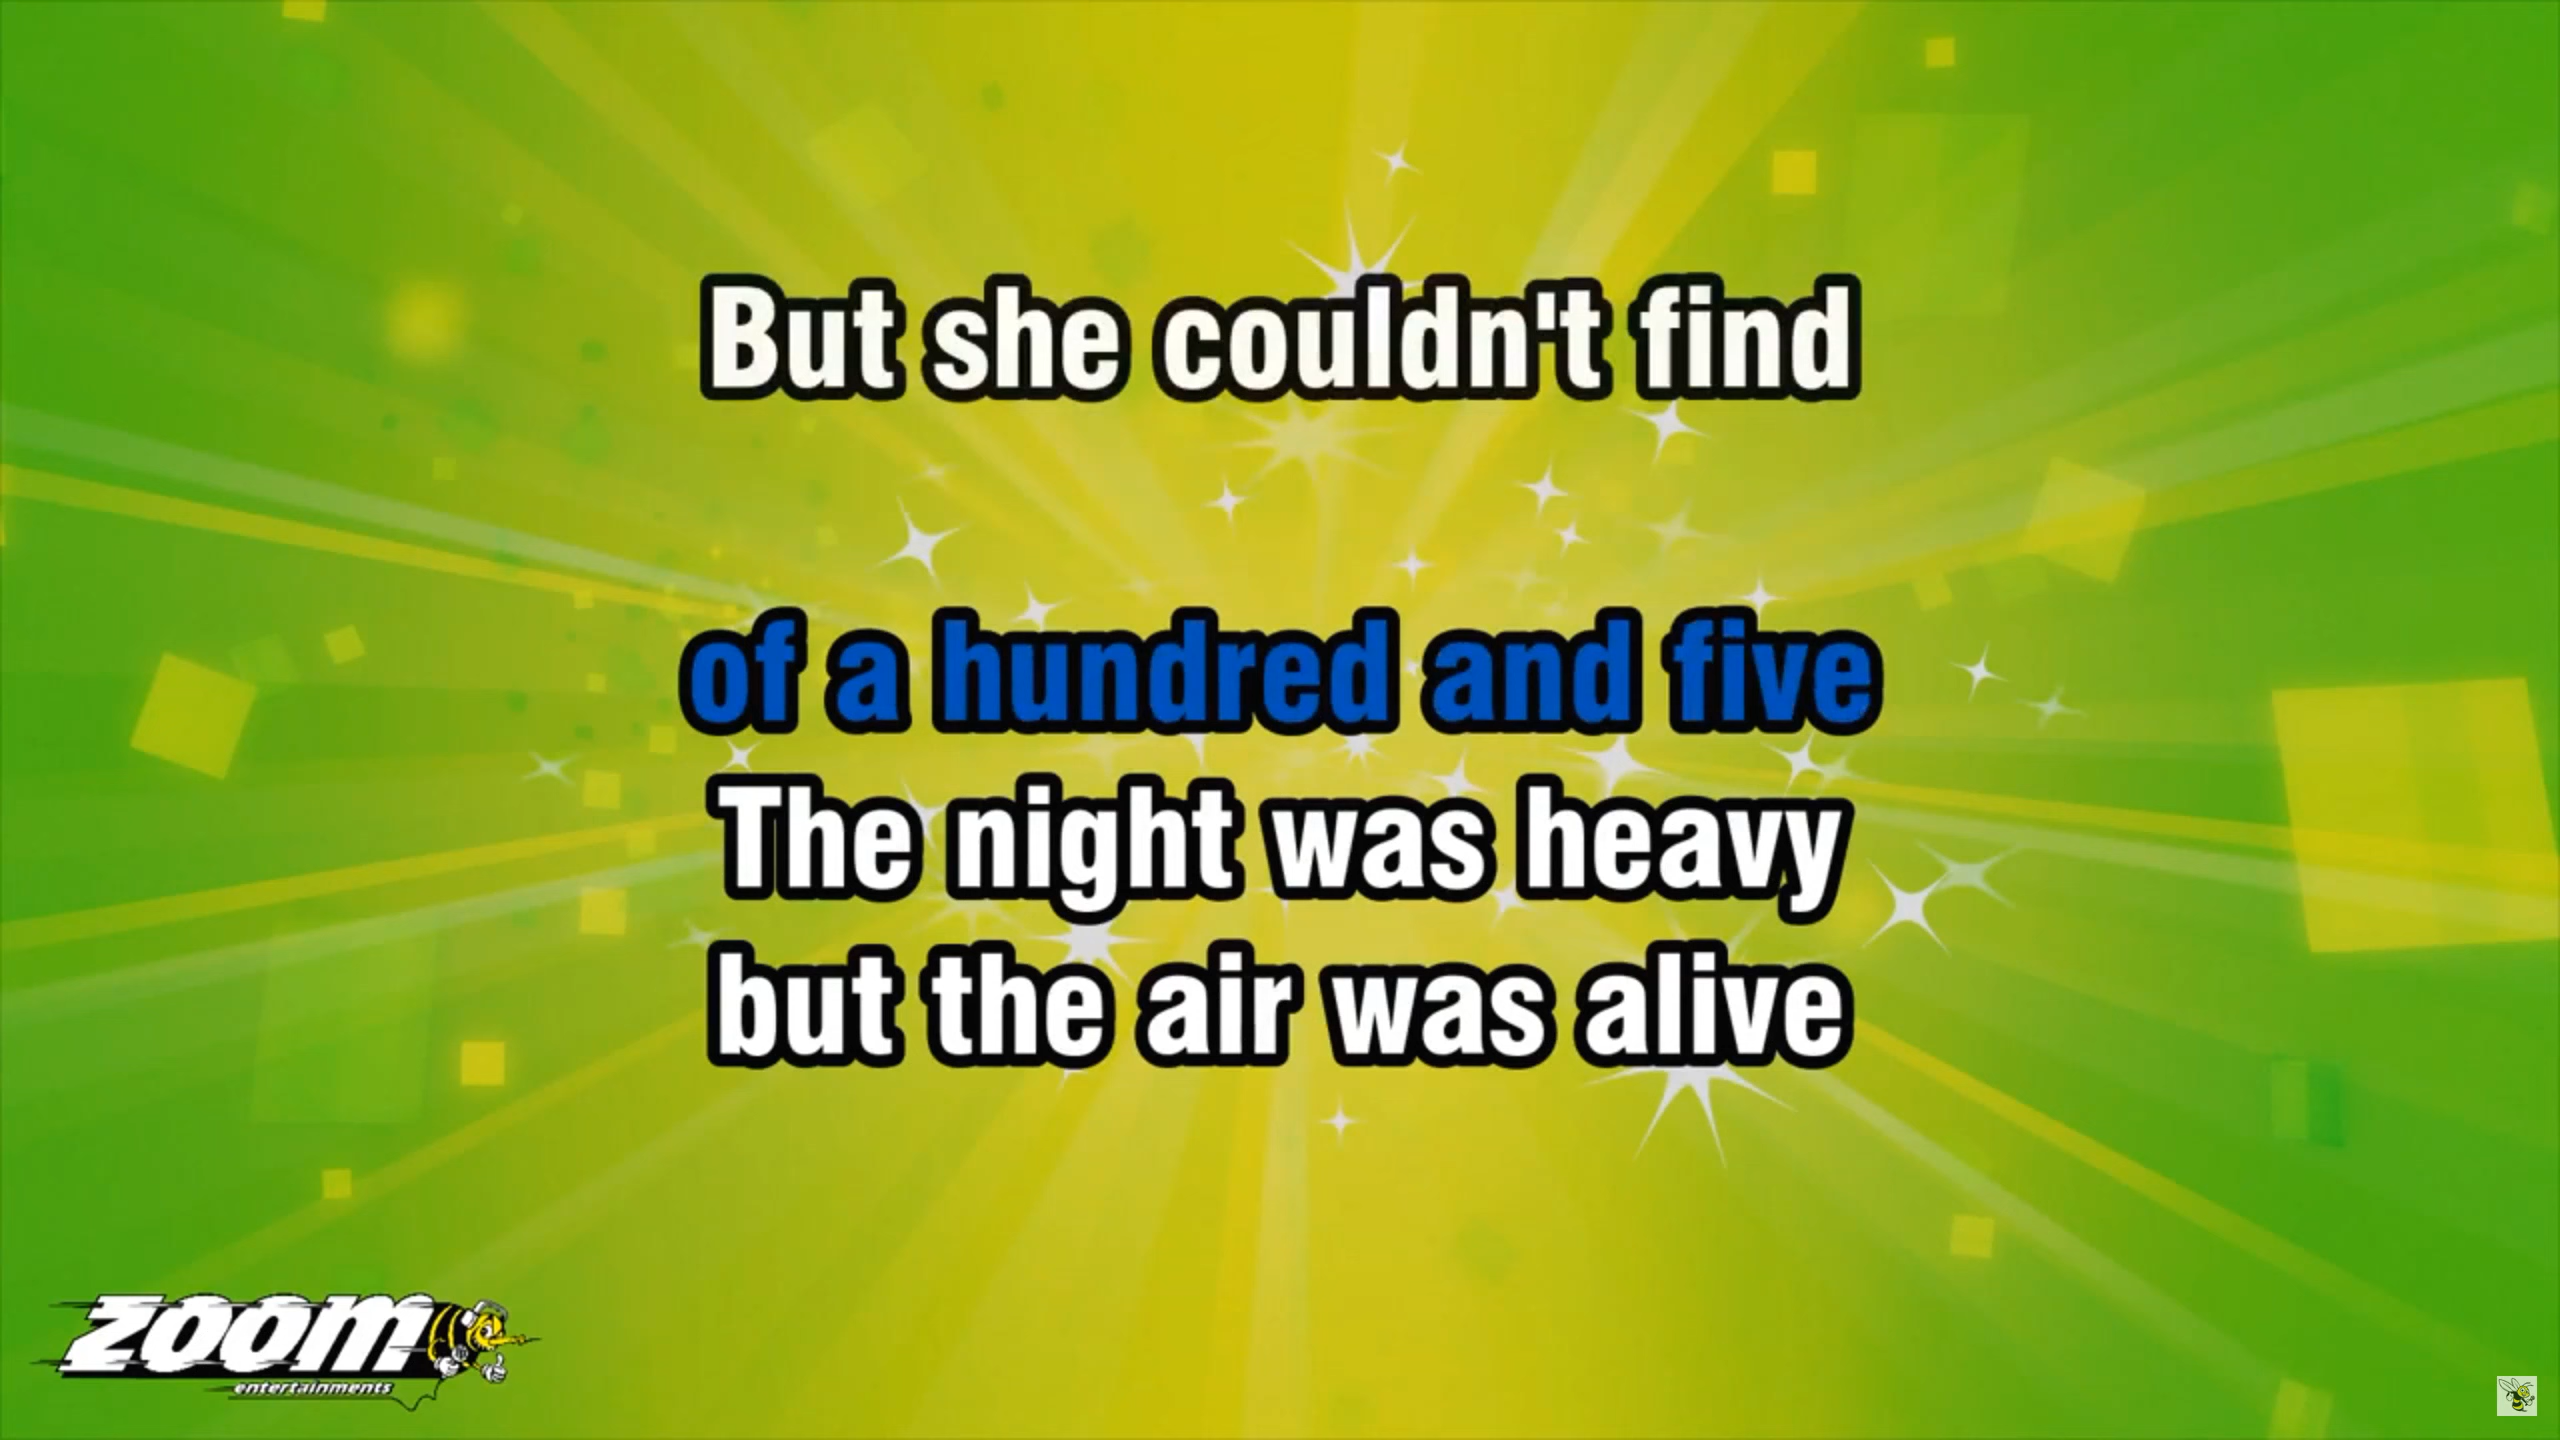 But she couldn't find
of a hundred and five
The night was heavy
but the air was alive
zoom
entertainments